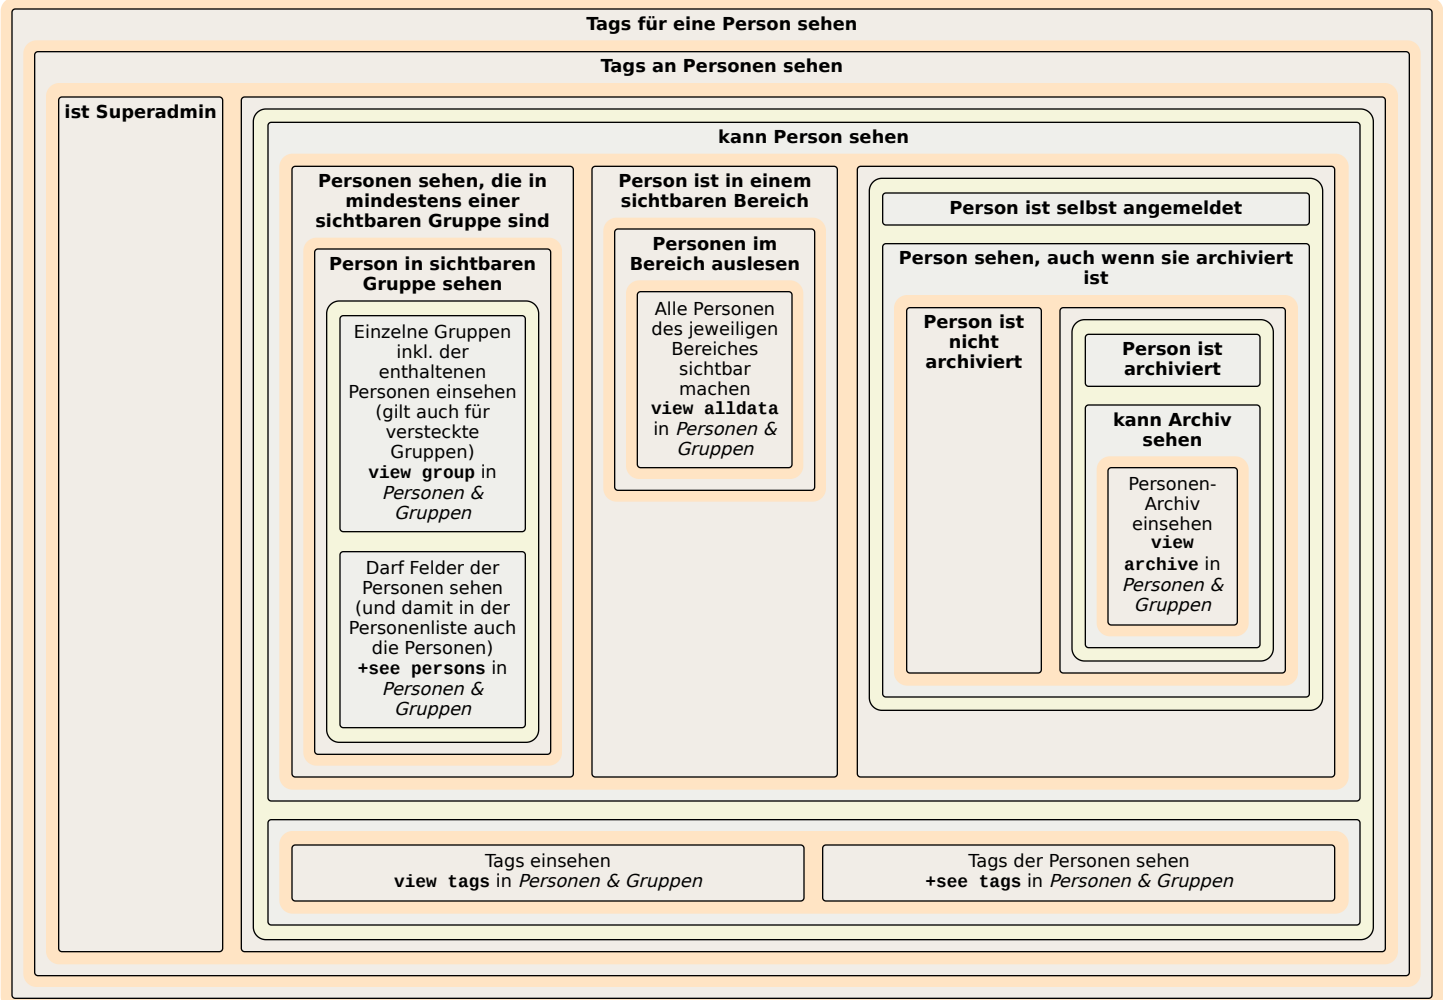 Tags für eine Person sehen
Tags an Personen sehen
ist Superadmin
kann Person sehen
Personen sehen, die in
mindestens einer
sichtbaren Gruppe sind
Person in sichtbaren
Gruppe sehen
Einzelne Gruppen
inkl. der
enthaltenen
Personen einsehen
(gilt auch für
versteckte
Gruppen)
view group in
Personen &
Gruppen
Darf Felder der
Personen sehen
(und damit in der
Personenliste auch
die Personen)
+see persons in
Personen &
Gruppen
Person ist in einem
sichtbaren Bereich
Personen im
Bereich auslesen
Alle Personen
des jeweiligen
Bereiches
sichtbar
machen
view alldata
in Personen &
Gruppen
Person ist selbst angemeldet
Person sehen, auch wenn sie archiviert
ist
Person ist
nicht
archiviert
Person ist
archiviert
kann Archiv
sehen
Personen-
Archiv
einsehen
view
archive in
Personen &
Gruppen
Tags einsehen
view tags in Personen & Gruppen
Tags der Personen sehen
+see tags in Personen & Gruppen